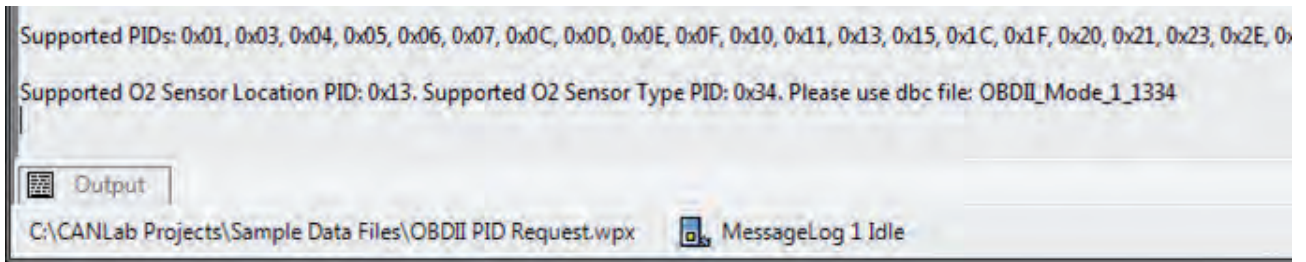 Supported PIDs: 0x01, 0x03, 0x04, 0x05, 0x06, 0x07, 0x0C, 0x0D, 0x0E, 0x0F, 0x10, 0x11, 0x13, 0x15, 0x1C, 0x1F, 0x20, 0x21, 0x23, 0x2E,
Supported O2 Sensor Location PID: 0x13. Supported O2 Sensor Type PID: 0x34. Please use dbc file: OBDII_Mode_1_1334
Output
C:\CANLab Projects\Sample Data Files\OBDII PID Request.wpx MessageLog 1 Idle